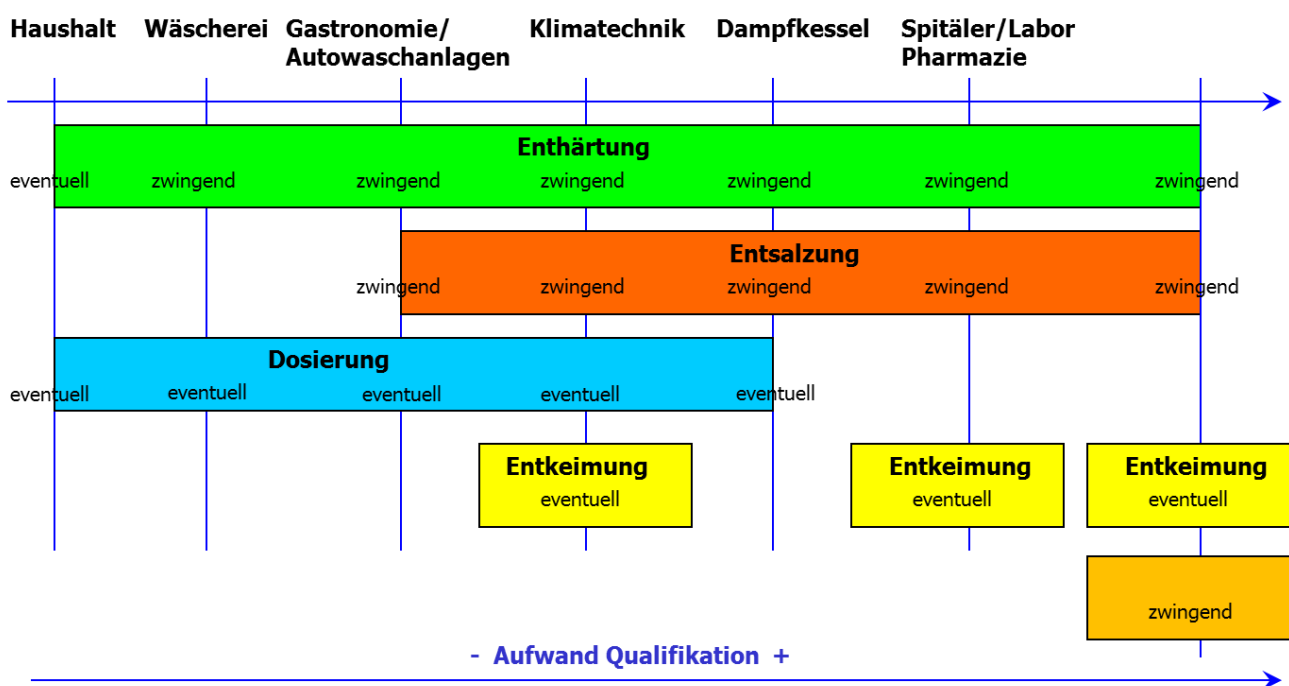 Haushalt Wäscherei Gastronomie/ Klimatechnik Dampfkessel Spitäler/Labor
Autowaschanlagen Pharmazie
Enthärtung
eventuell zwingend zwingend zwingend zwingend zwingend zwingend
Entsalzung
zwingend zwingend zwingend zwingend zwingend
Dosierung
eventuell eventuell eventuell eventuell eventuell
Entkeimung Entkeimung Entkeimung
eventuell eventuell eventuell
zwingend
- Aufwand Qualifikation +